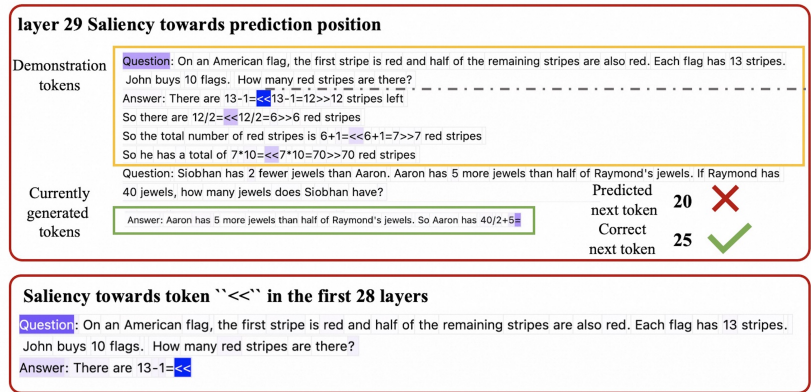 layer 29 Saliency towards prediction position
Demonstration tokens
Question: On an American flag, the first stripe is red and half of the remaining stripes are also red. Each flag has 13 stripes.
John buys 10 flags. How many red stripes are there?
Answer: There are 13-1=<<13-1=12>>12 stripes left
So there are 12/2=<<12/2=6>>6 red stripes
So the total number of red stripes is 6+1=<<6+1=7>>7 red stripes
So he has a total of 7*10=<<7*10=70>>70 red stripes
Question: Siobhan has 2 fewer jewels than Aaron. Aaron has 5 more jewels than half of Raymond's jewels. If Raymond has
40 jewels, how many jewels does Siobhan have?
Currently generated tokens
Answer: Aaron has 5 more jewels than half of Raymond's jewels. So Aaron has 40/2+5=
Predicted next token 20
Correct next token 25
Saliency towards token ``<<`` in the first 28 layers
Question: On an American flag, the first stripe is red and half of the remaining stripes are also red. Each flag has 13 stripes.
John buys 10 flags. How many red stripes are there?
Answer: There are 13-1=<<